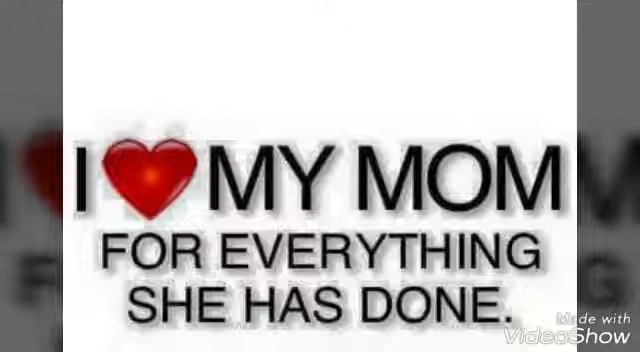 I ❤ MY MOM
FOR EVERYTHING
SHE HAS DONE.
Made with
VideoShow